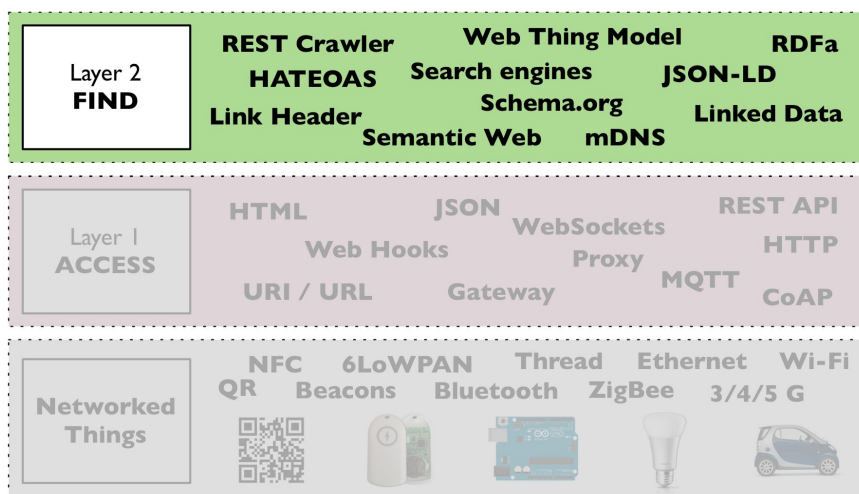 Layer 2
FIND
REST Crawler
Web Thing Model
RDFa
HATEOAS
Search engines
JSON-LD
Link Header
Schema.org
Linked Data
Semantic Web
mDNS
Layer 1
ACCESS
HTML
JSON
WebSockets
REST API
Web Hooks
Proxy
HTTP
URI / URL
Gateway
MQTT
CoAP
Networked
Things
NFC
6LoWPAN
Thread
Ethernet
Wi-Fi
QR
Beacons
Bluetooth
ZigBee
3/4/5 G